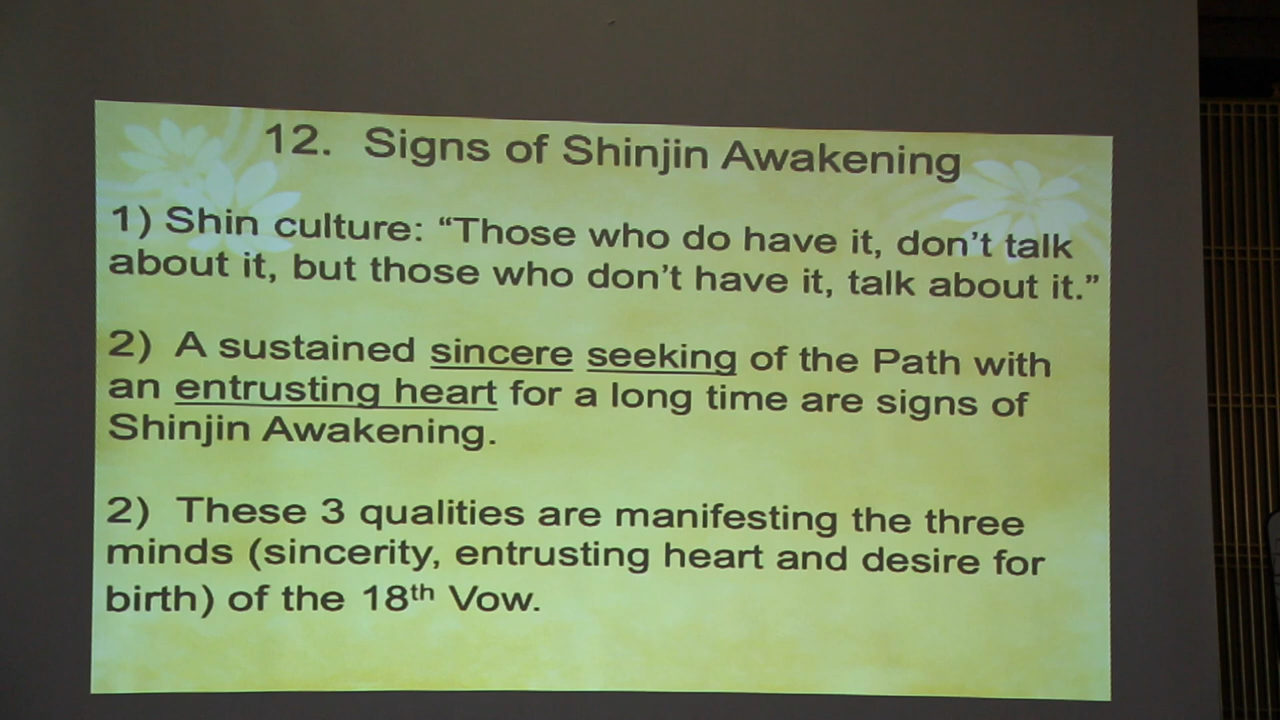 12. Signs of Shinjin Awakening
1) Shin culture: “Those who do have it, don’t talk
about it, but those who don’t have it, talk about it.”
2) A sustained sincere seeking of the Path with
an entrusting heart for a long time are signs of
Shinjin Awakening.
2) These 3 qualities are manifesting the three
minds (sincerity, entrusting heart and desire for
birth) of the 18th Vow.